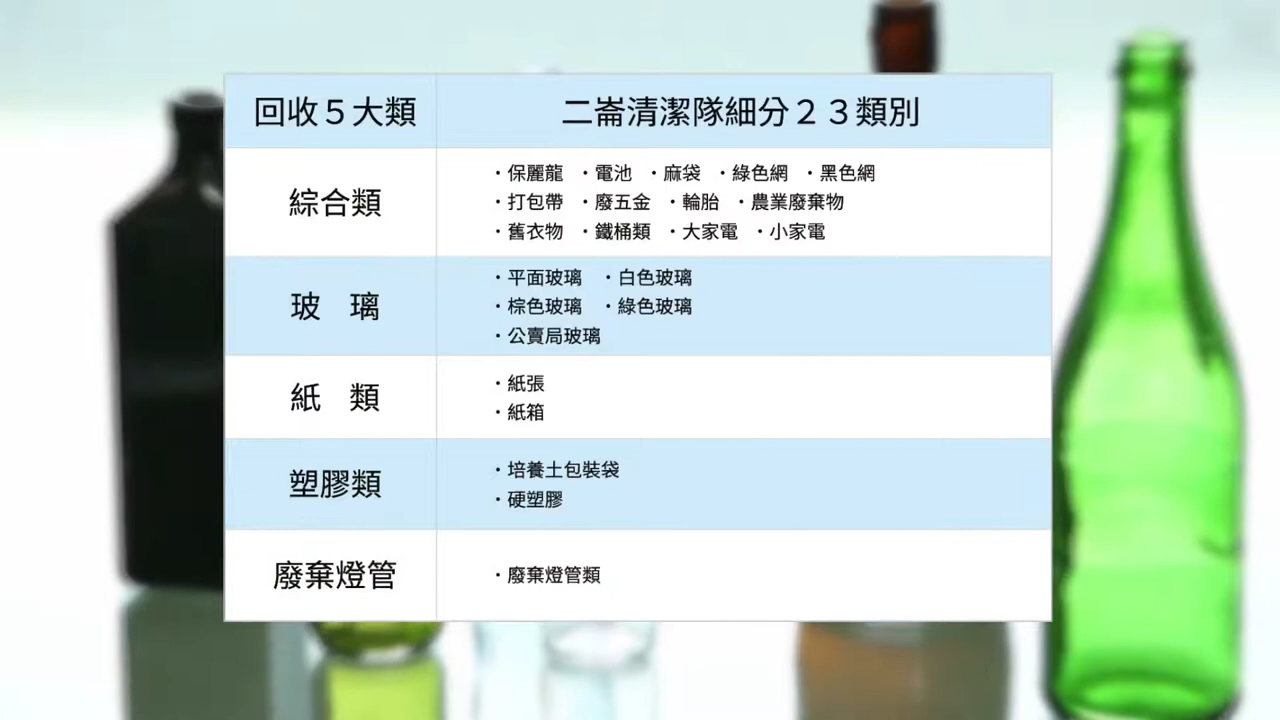 回收５大類
二崙清潔隊細分２３類別
綜合類
・保麗龍 ・電池 ・麻袋 ・綠色網 ・黑色網
・打包帶 ・廢五金 ・輪胎 ・農業廢棄物
・舊衣物 ・鐵桶類 ・大家電 ・小家電
玻 璃
・平面玻璃 ・白色玻璃
・棕色玻璃 ・綠色玻璃
・公賣局玻璃
紙 類
・紙張
・紙箱
塑膠類
・培養土包裝袋
・硬塑膠
廢棄燈管
・廢棄燈管類